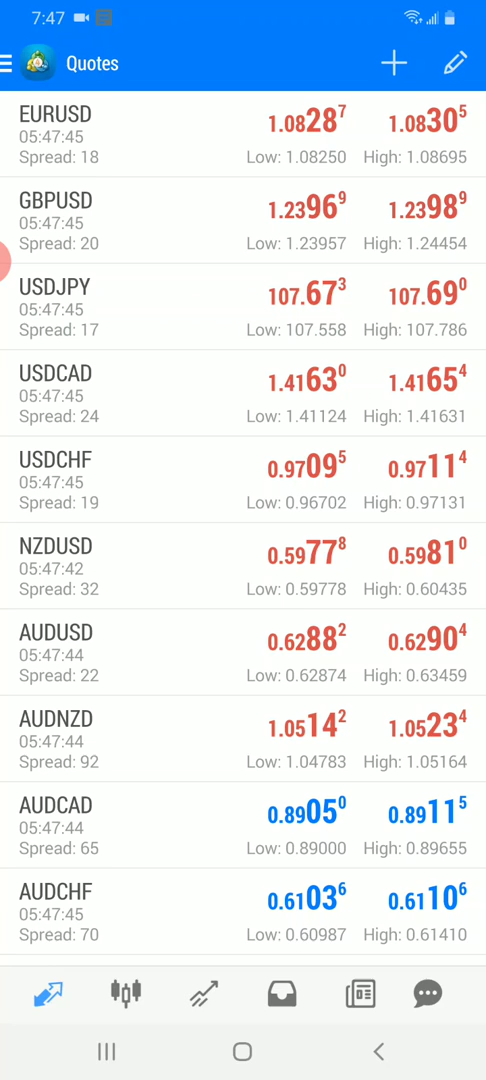 7:47
Quotes
EURUSD
05:47:45
Spread: 18
1.08287 1.08305
Low: 1.08250 High: 1.08695
GBPUSD
05:47:45
Spread: 20
1.23969 1.23989
Low: 1.23957 High: 1.24454
USDJPY
05:47:45
Spread: 17
107.673 107.690
Low: 107.558 High: 107.786
USDCAD
05:47:45
Spread: 24
1.41630 1.41654
Low: 1.41124 High: 1.41631
USDCHF
05:47:45
Spread: 19
0.97095 0.97114
Low: 0.96702 High: 0.97131
NZDUSD
05:47:42
Spread: 32
0.59778 0.59810
Low: 0.59778 High: 0.60435
AUDUSD
05:47:44
Spread: 22
0.62882 0.62904
Low: 0.62874 High: 0.63459
AUDNZD
05:47:44
Spread: 92
1.05142 1.05234
Low: 1.04783 High: 1.05164
AUDCAD
05:47:44
Spread: 65
0.89050 0.89115
Low: 0.89000 High: 0.89655
AUDCHF
05:47:45
Spread: 70
0.61036 0.61106
Low: 0.60987 High: 0.61410